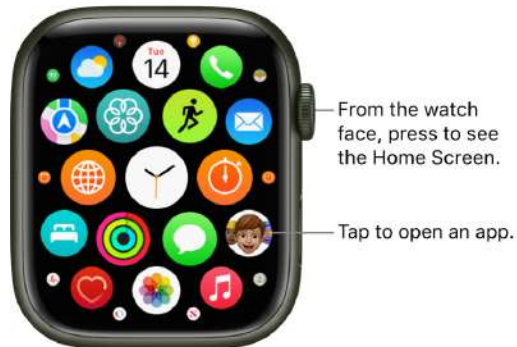 Tue
14
From the watch
face, press to see
the Home Screen.
Tap to open an app.